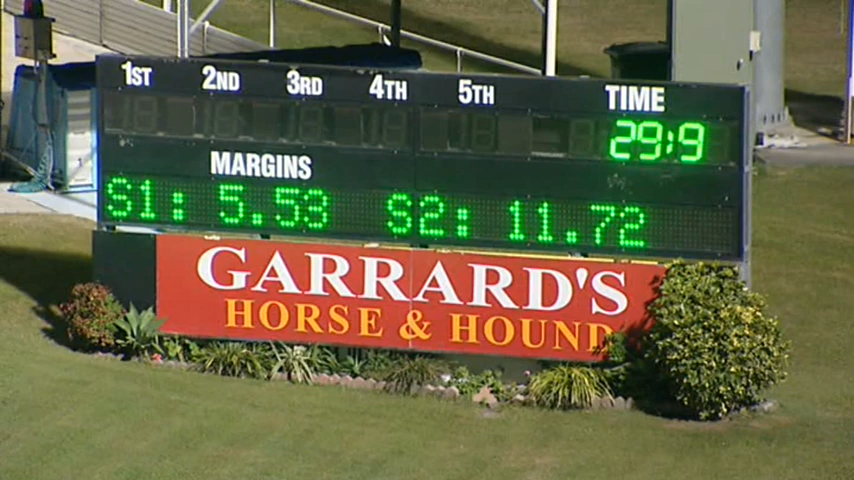 1ST 2ND 3RD 4TH 5TH TIME
29:9
MARGINS
S1: 5.53 S2: 11.72
GARRARD'S
HORSE & HOUND